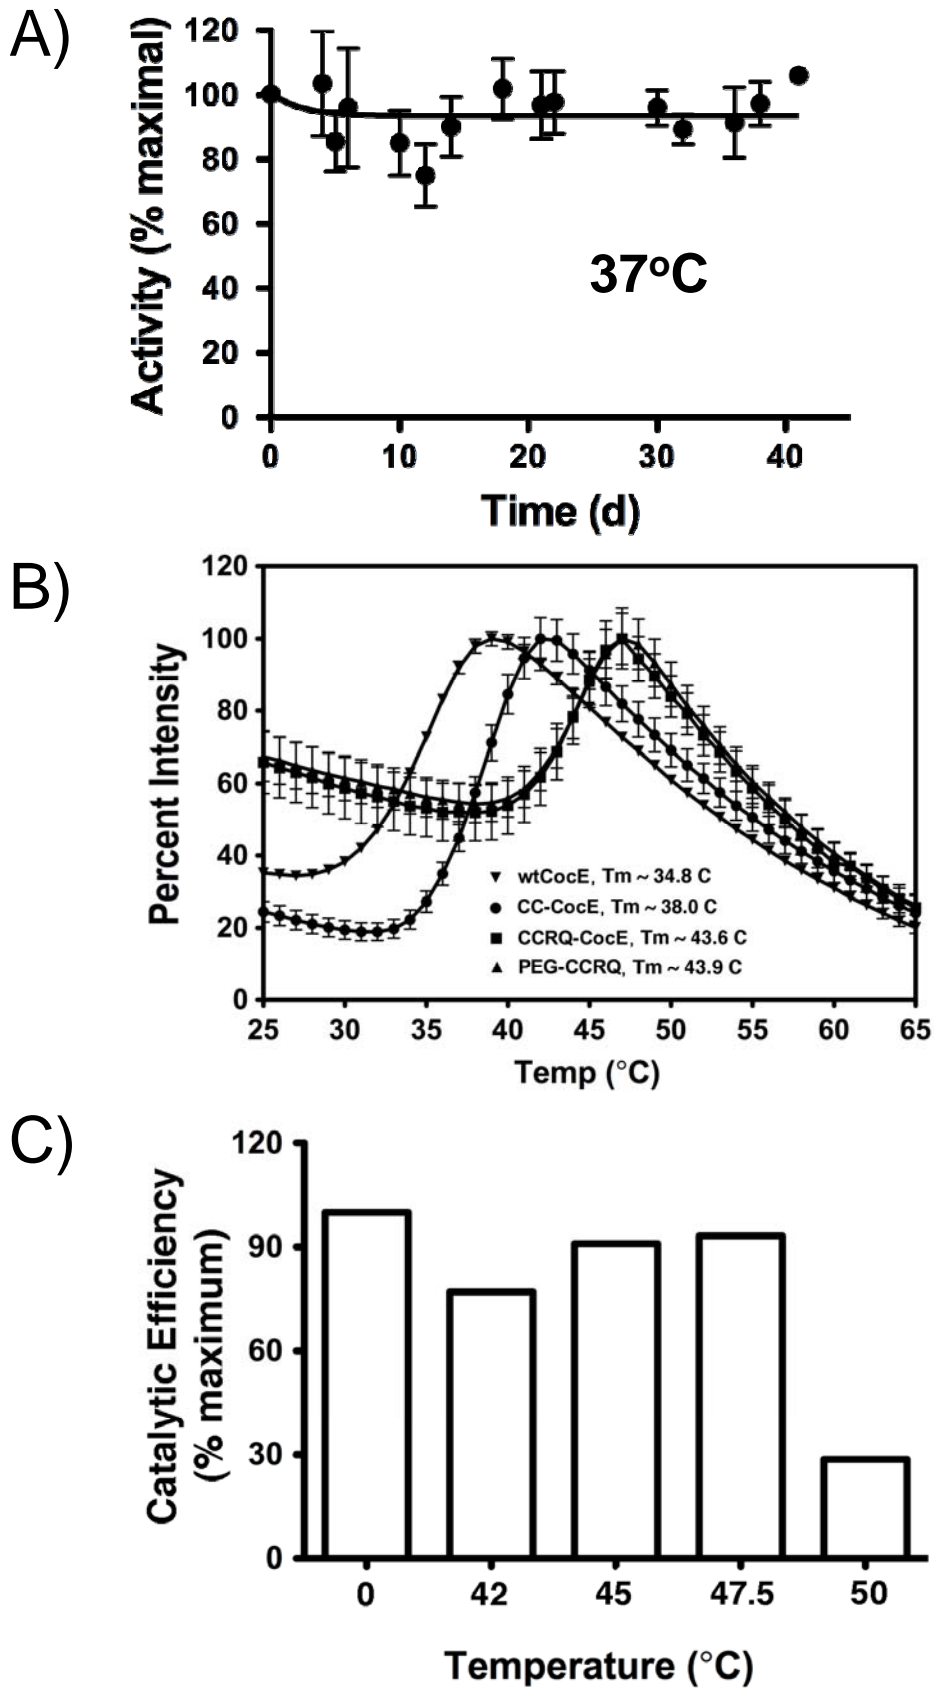 A)
Activity (% maximal)
120
100
80
60
40
20
0
37°C
0 10 20 30 40
Time (d)
B)
Percent Intensity
120
100
80
60
40
20
0
wtCocE, Tm ~ 34.8 C
CC-CocE, Tm ~ 38.0 C
CCRQ-CocE, Tm ~ 43.6 C
PEG-CCRQ, Tm ~ 43.9 C
25 30 35 40 45 50 55 60 65
Temp (°C)
C)
Catalytic Efficiency
(% maximum)
120
90
60
30
0
0 42 45 47.5 50
Temperature (°C)